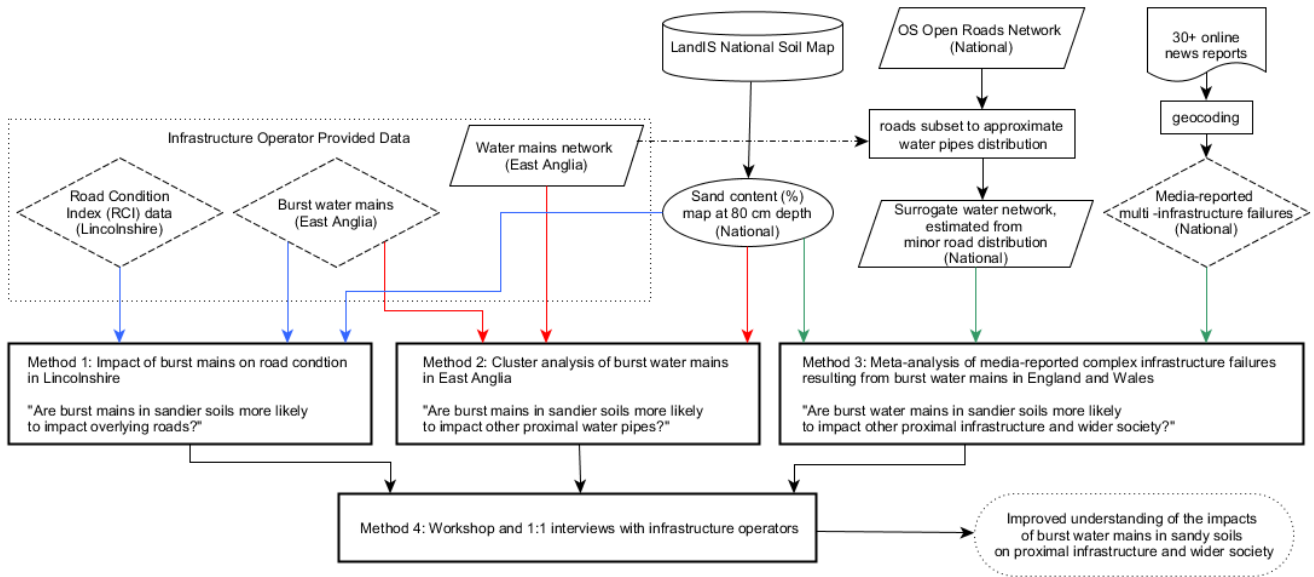 LandIS National Soil Map
OS Open Roads Network
(National)
30+ online
news reports
geocoding
roads subset to approximate
water pipes distribution
Infrastructure Operator Provided Data
Water mains network
(East Anglia)
Road Condition
Index (RCI) data
(Lincolnshire)
Burst water mains
(East Anglia)
Sand content (%)
map at 80 cm depth
(National)
Surrogate water network,
estimated from
minor road distribution
(National)
Media-reported
multi -infrastructure failures
(National)
Method 1: Impact of burst mains on road condtion
in Lincolnshire
"Are burst mains in sandier soils more likely
to impact overlying roads?"
Method 2: Cluster analysis of burst water mains
in East Anglia
"Are burst mains in sandier soils more likely
to impact other proximal water pipes?"
Method 3: Meta-analysis of media-reported complex infrastructure failures
resulting from burst water mains in England and Wales
"Are burst water mains in sandier soils more likely
to impact other proximal infrastructure and wider society?"
Method 4: Workshop and 1:1 interviews with infrastructure operators
Improved understanding of the impacts
of burst water mains in sandy soils
on proximal infrastructure and wider society